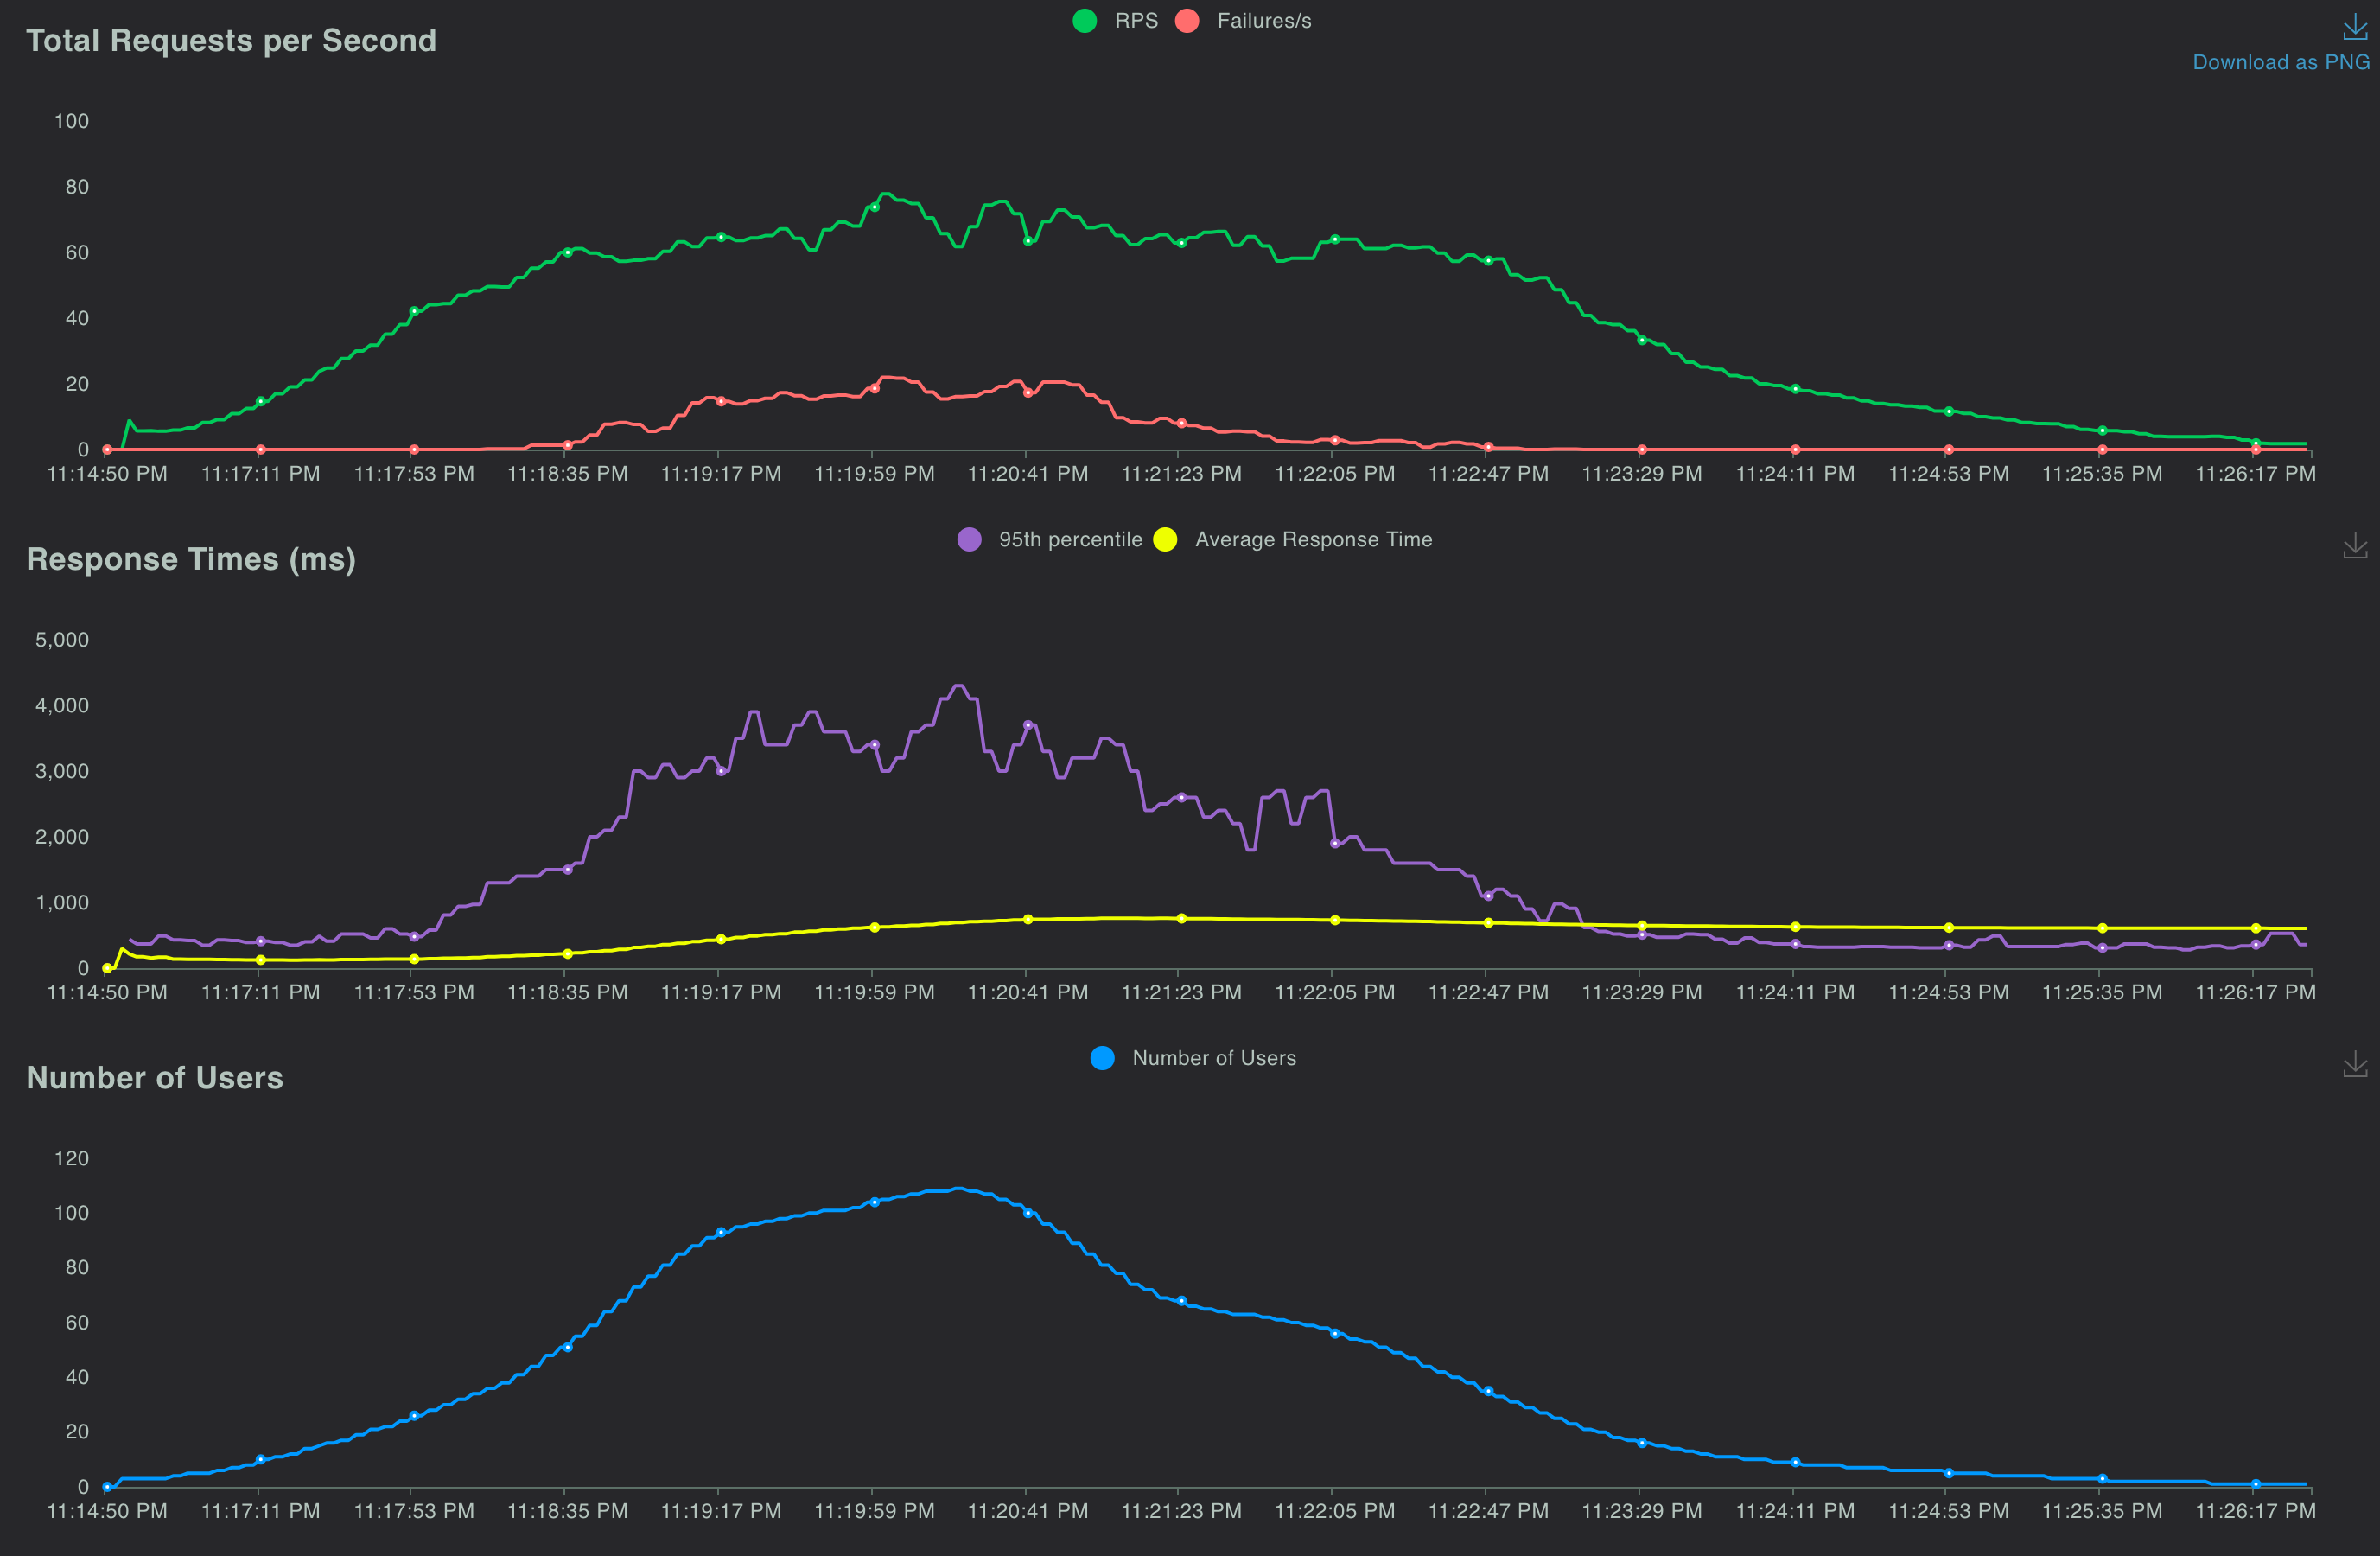 RPS Failures/s
Total Requests per Second
Download as PNG
100
80
60
40
20
0
11:14:50 PM 11:17:11 PM 11:17:53 PM 11:18:35 PM 11:19:17 PM 11:19:59 PM 11:20:41 PM 11:21:23 PM 11:22:05 PM 11:22:47 PM 11:23:29 PM 11:24:11 PM 11:24:53 PM 11:25:35 PM 11:26:17 PM
95th percentile Average Response Time
Response Times (ms)
5,000
4,000
3,000
2,000
1,000
0
11:14:50 PM 11:17:11 PM 11:17:53 PM 11:18:35 PM 11:19:17 PM 11:19:59 PM 11:20:41 PM 11:21:23 PM 11:22:05 PM 11:22:47 PM 11:23:29 PM 11:24:11 PM 11:24:53 PM 11:25:35 PM 11:26:17 PM
Number of Users
Number of Users
120
100
80
60
40
20
0
11:14:50 PM 11:17:11 PM 11:17:53 PM 11:18:35 PM 11:19:17 PM 11:19:59 PM 11:20:41 PM 11:21:23 PM 11:22:05 PM 11:22:47 PM 11:23:29 PM 11:24:11 PM 11:24:53 PM 11:25:35 PM 11:26:17 PM